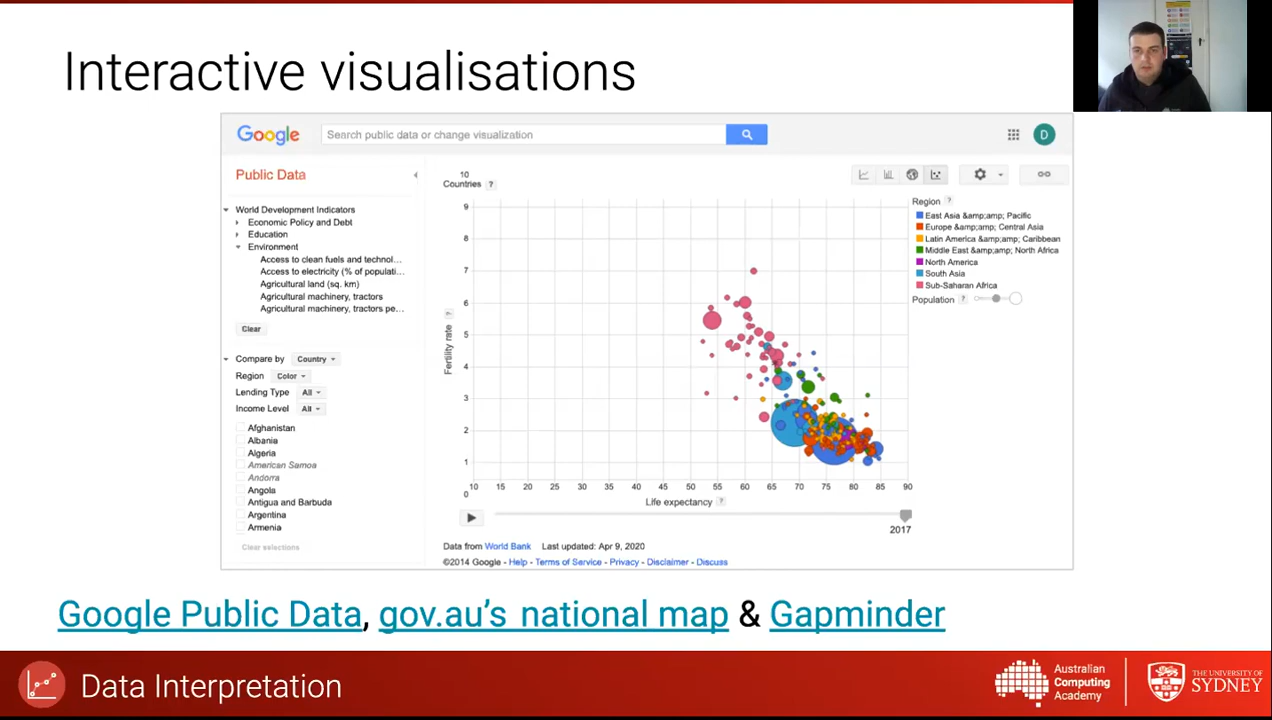 Interactive visualisations
Google
Search public data or change visualization
D
Public Data
World Development Indicators
Economic Policy and Debt
Education
Environment
Access to clean fuels and technol...
Access to electricity (% of populati...
Agricultural land (sq. km)
Agricultural machinery, tractors
Agricultural machinery, tractors pe...
Clear
Compare by Country
Region Color
Lending Type All
Income Level All
Afghanistan
Albania
Algeria
American Samoa
Andorra
Angola
Antigua and Barbuda
Argentina
Armenia
Clear selections
10
Countries ?
9
8
7
6
5
4
3
2
1
0
Fertility rate ?
10 15 20 25 30 35 40 45 50 55 60 65 70 75 80 85 90
Life expectancy ?
2017
Region ?
East Asia &amp;amp; Pacific
Europe &amp;amp; Central Asia
Latin America &amp;amp; Caribbean
Middle East &amp;amp; North Africa
North America
South Asia
Sub-Saharan Africa
Population ?
Data from World Bank Last updated: Apr 9, 2020
©2014 Google - Help - Terms of Service - Privacy - Disclaimer - Discuss
Google Public Data, gov.au's national map & Gapminder
Data Interpretation
Australian
Computing
Academy
THE UNIVERSITY OF
SYDNEY